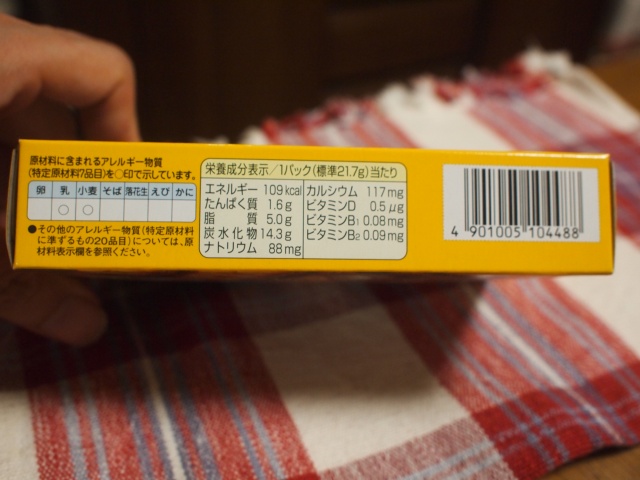 原材料に含まれるアレルギー物質
(特定原材料7品目)を○印で示しています。
卵 乳 小麦 そば 落花生 えび かに
○ ○
●その他のアレルギー物質(特定原材料
に準ずるもの20品目)については、原
材料表示欄を参照ください。
栄養成分表示/1パック(標準21.7g)当たり
エネルギー 109kcal カルシウム 117mg
たんぱく質 1.6g ビタミンD 0.5μg
脂質 5.0g ビタミンB1 0.08mg
炭水化物 14.3g ビタミンB2 0.09mg
ナトリウム 88mg
4 901005 104488